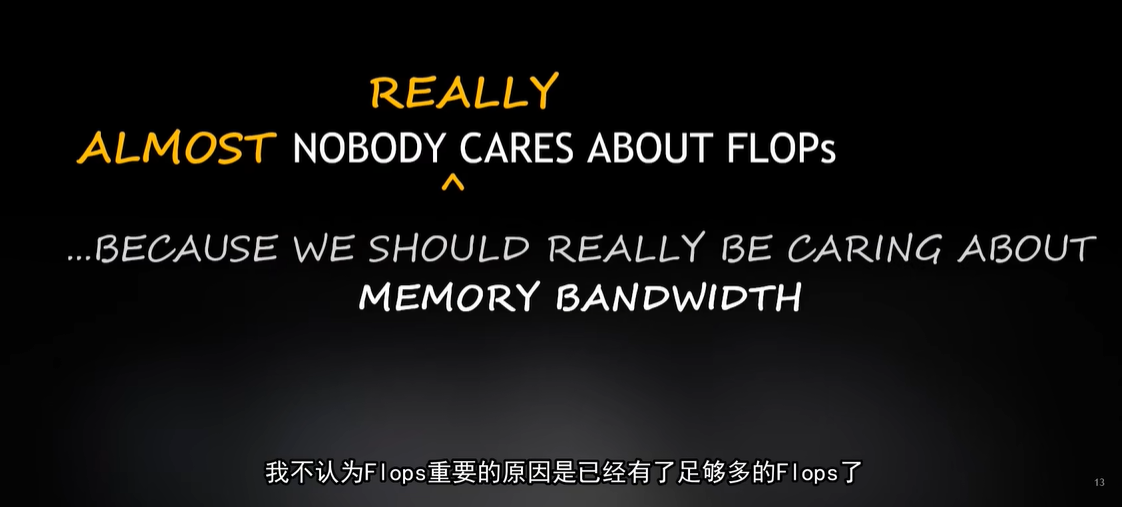 REALLY
ALMOST NOBODY CARES ABOUT FLOPs
^
...BECAUSE WE SHOULD REALLY BE CARING ABOUT
MEMORY BANDWIDTH
我不认为Flops重要的原因是已经有了足够多的Flops了
13